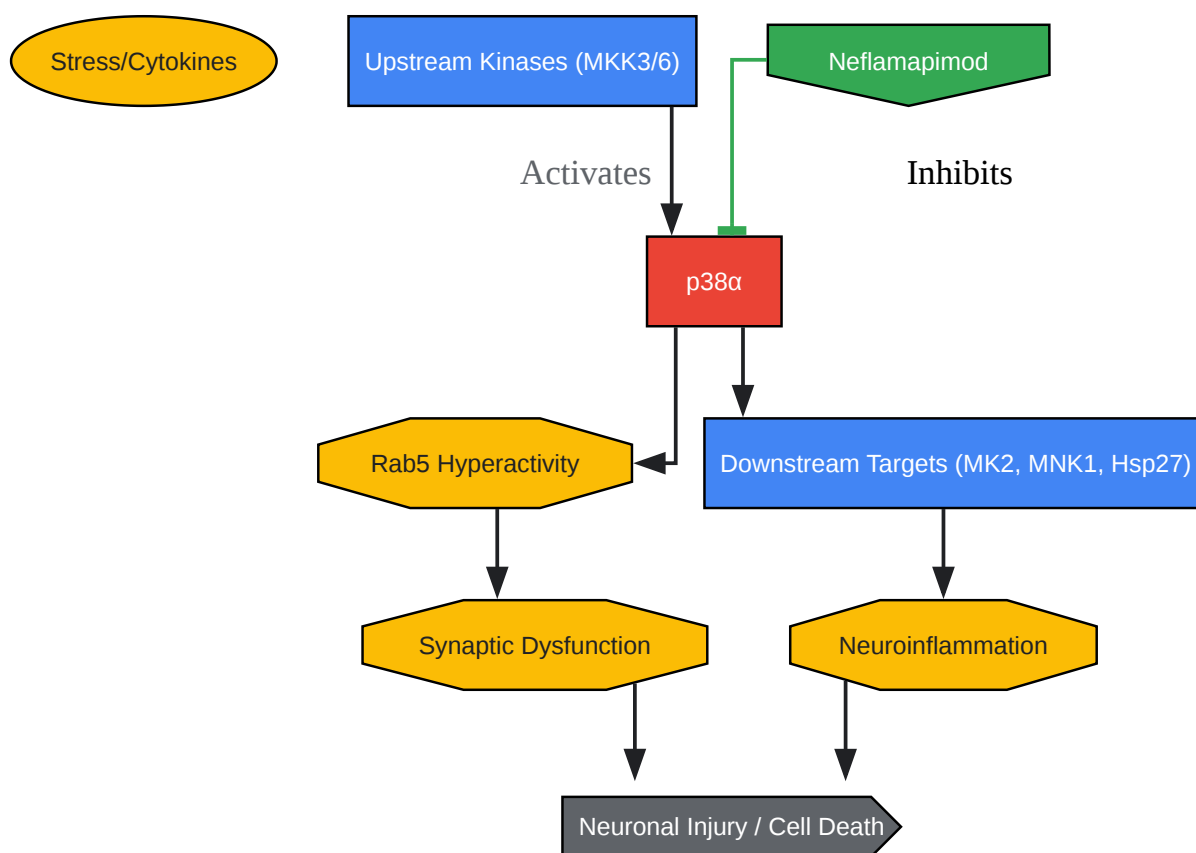 Stress/Cytokines
Upstream Kinases (MKK3/6)
Neflamapimod
Activates
Inhibits
p38α
Rab5 Hyperactivity
Downstream Targets (MK2, MNK1, Hsp27)
Synaptic Dysfunction
Neuroinflammation
Neuronal Injury / Cell Death